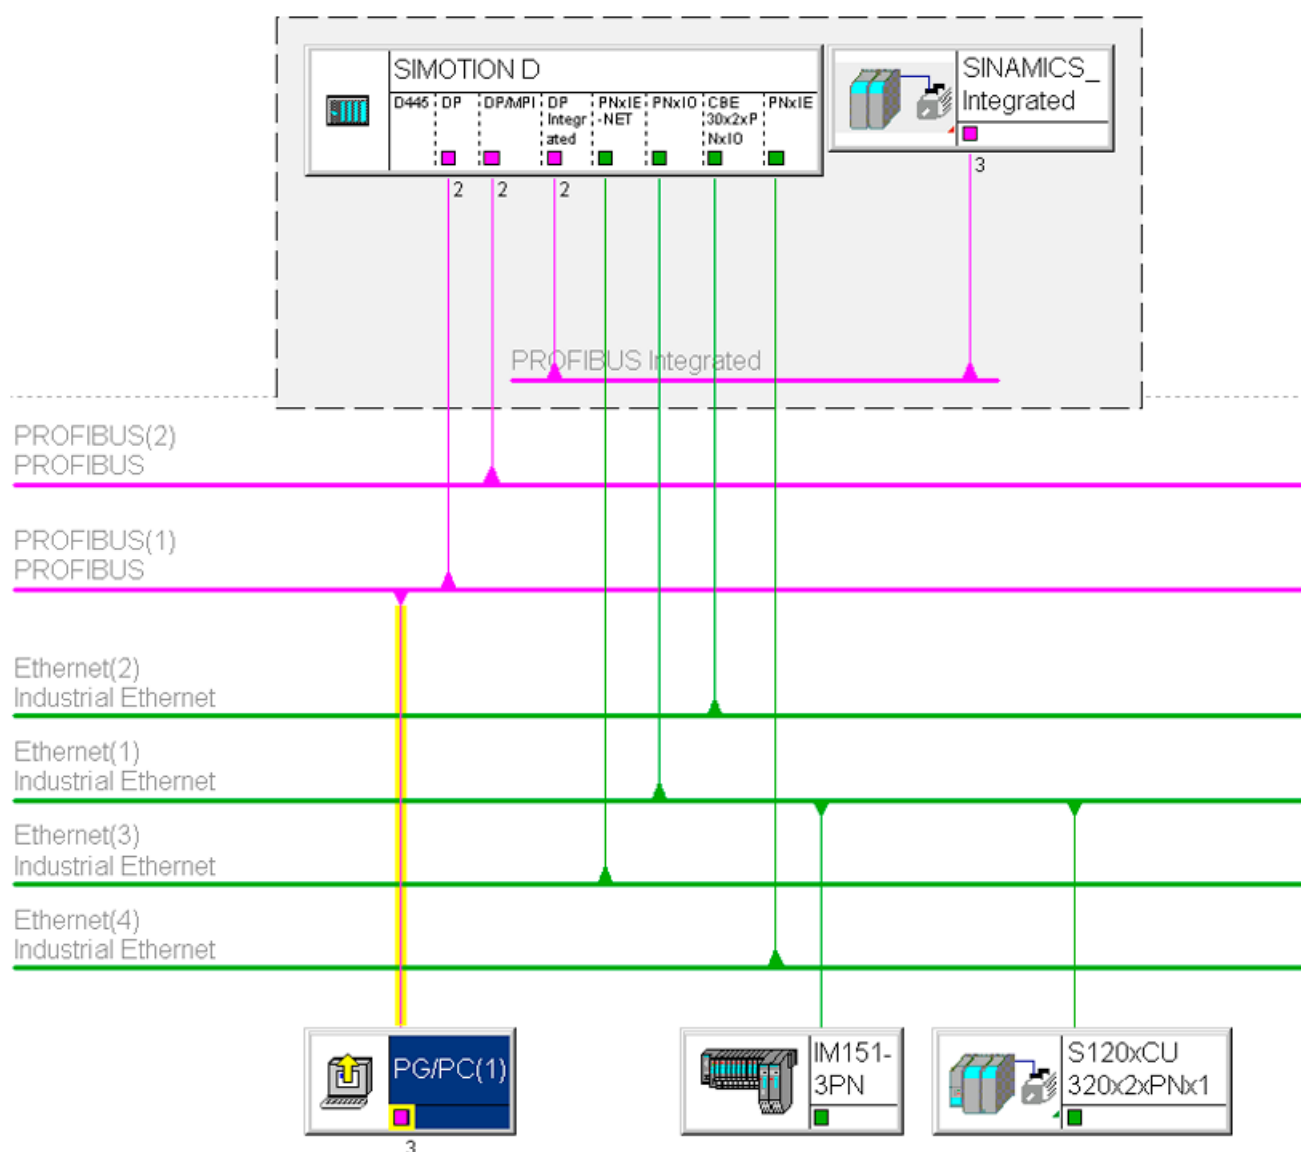 SIMOTION D
D445
DP
DP/MPI
DP
Integr
ated
PNxIE
-NET
PNxIO
CBE
30x2xP
NxIO
PNxIE
2
2
2
SINAMICS_
Integrated
3
PROFIBUS Integrated
PROFIBUS(2)
PROFIBUS
PROFIBUS(1)
PROFIBUS
Ethernet(2)
Industrial Ethernet
Ethernet(1)
Industrial Ethernet
Ethernet(3)
Industrial Ethernet
Ethernet(4)
Industrial Ethernet
PG/PC(1)
3
IM151-
3PN
S120xCU
320x2xPNx1